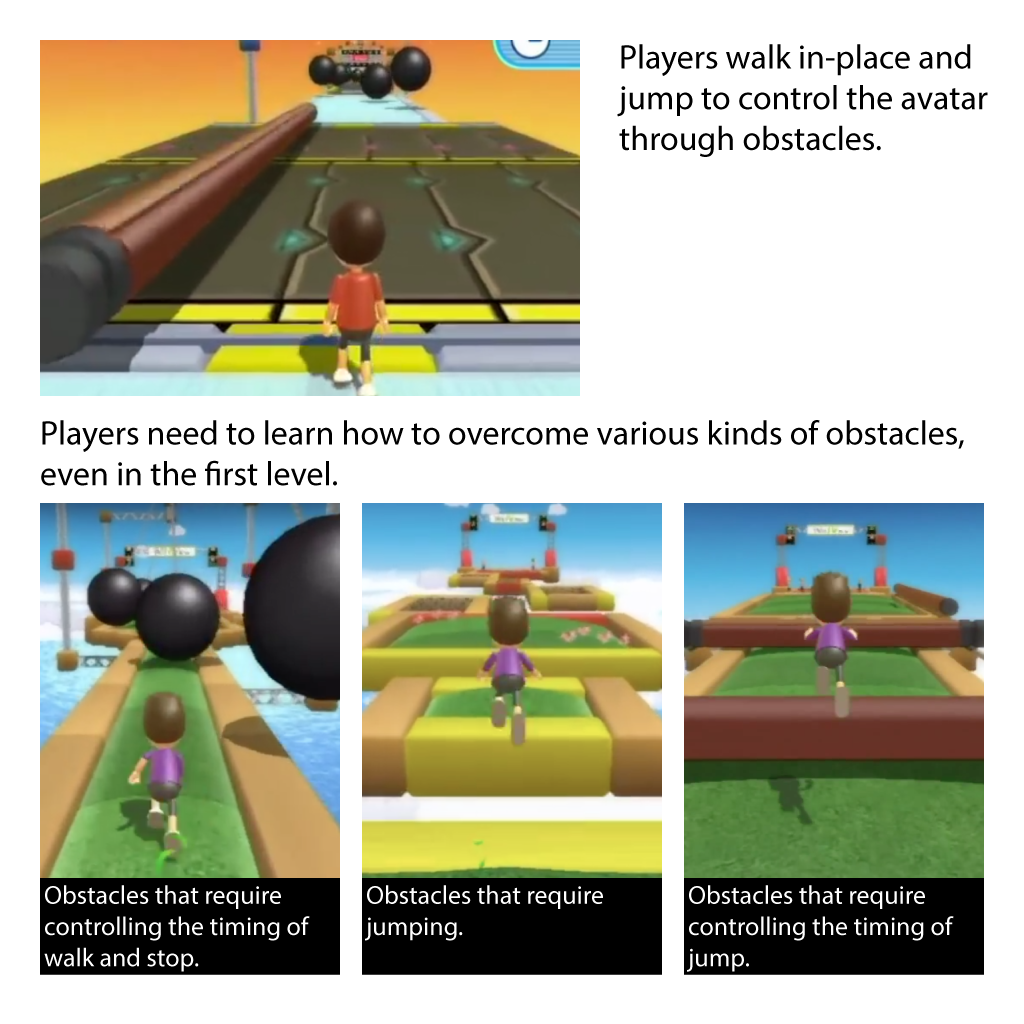 Players walk in-place and
jump to control the avatar
through obstacles.
Players need to learn how to overcome various kinds of obstacles,
even in the first level.
Obstacles that require
controlling the timing of
walk and stop.
Obstacles that require
jumping.
Obstacles that require
controlling the timing of
jump.